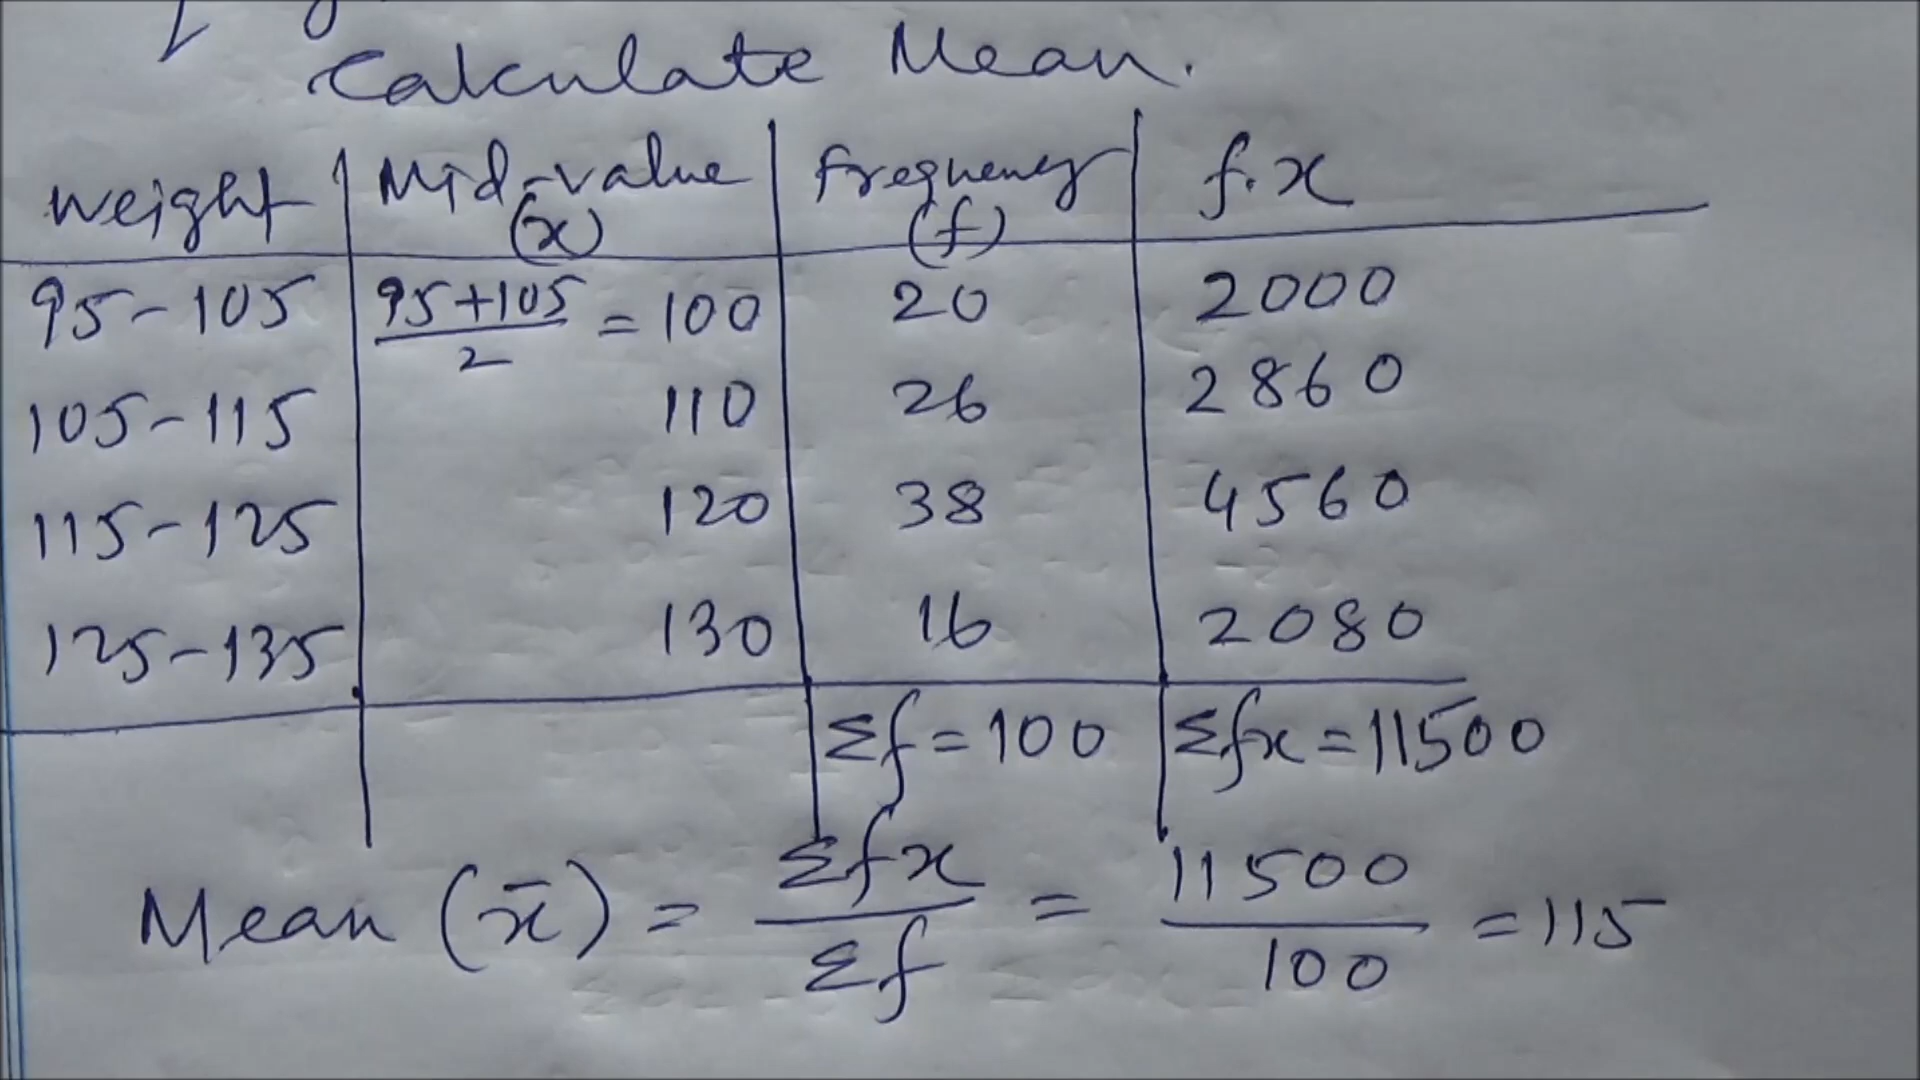 Calculate Mean.
Weight Mid-value (x) Frequency (f) f.x
95-105 95+105/2 = 100 20 2000
105-115 110 26 2860
115-125 120 38 4560
125-135 130 16 2080
Σf=100 Σfx=11500
Mean (x̄) = Σfx/Σf = 11500/100 = 115